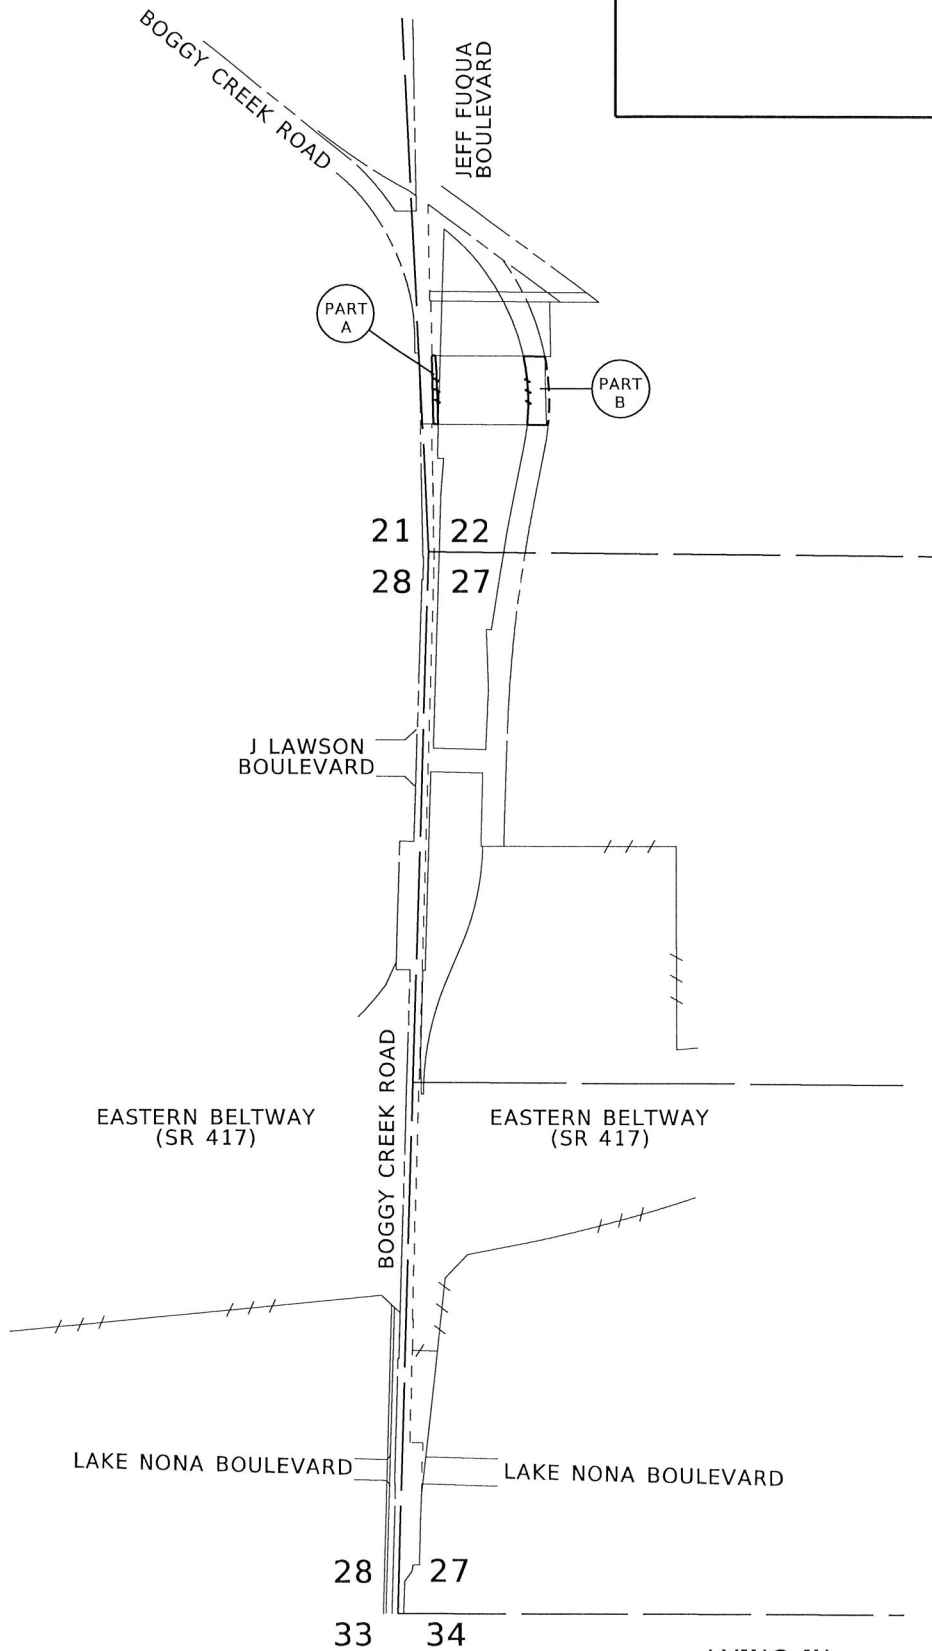 BOGGY CREEK ROAD
JEFF FUQUA
BOULEVARD
PART
A
PART
B
21 22
28 27
J LAWSON
BOULEVARD
BOGGY CREEK ROAD
EASTERN BELTWAY
(SR 417)
EASTERN BELTWAY
(SR 417)
LAKE NONA BOULEVARD
LAKE NONA BOULEVARD
28 27
33 34